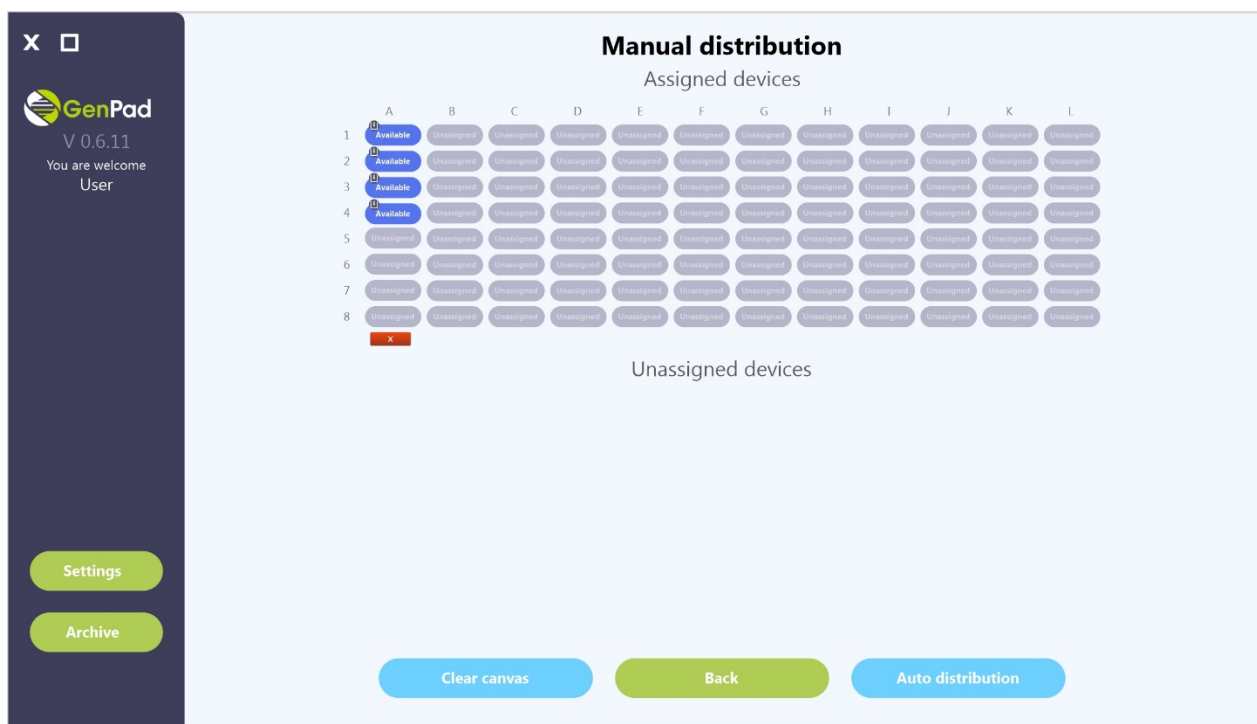 X
GenPad
V 0.6.11
You are welcome
User
Settings
Archive
Manual distribution
Assigned devices
A B C D E F G H I J K L
1 Available Unassigned Unassigned Unassigned Unassigned Unassigned Unassigned Unassigned Unassigned Unassigned Unassigned Unassigned
2 Available Unassigned Unassigned Unassigned Unassigned Unassigned Unassigned Unassigned Unassigned Unassigned Unassigned Unassigned
3 Available Unassigned Unassigned Unassigned Unassigned Unassigned Unassigned Unassigned Unassigned Unassigned Unassigned Unassigned
4 Available Unassigned Unassigned Unassigned Unassigned Unassigned Unassigned Unassigned Unassigned Unassigned Unassigned Unassigned
5 Unassigned Unassigned Unassigned Unassigned Unassigned Unassigned Unassigned Unassigned Unassigned Unassigned Unassigned Unassigned
6 Unassigned Unassigned Unassigned Unassigned Unassigned Unassigned Unassigned Unassigned Unassigned Unassigned Unassigned Unassigned
7 Unassigned Unassigned Unassigned Unassigned Unassigned Unassigned Unassigned Unassigned Unassigned Unassigned Unassigned Unassigned
8 Unassigned Unassigned Unassigned Unassigned Unassigned Unassigned Unassigned Unassigned Unassigned Unassigned Unassigned Unassigned
X
Unassigned devices
Clear canvas Back Auto distribution